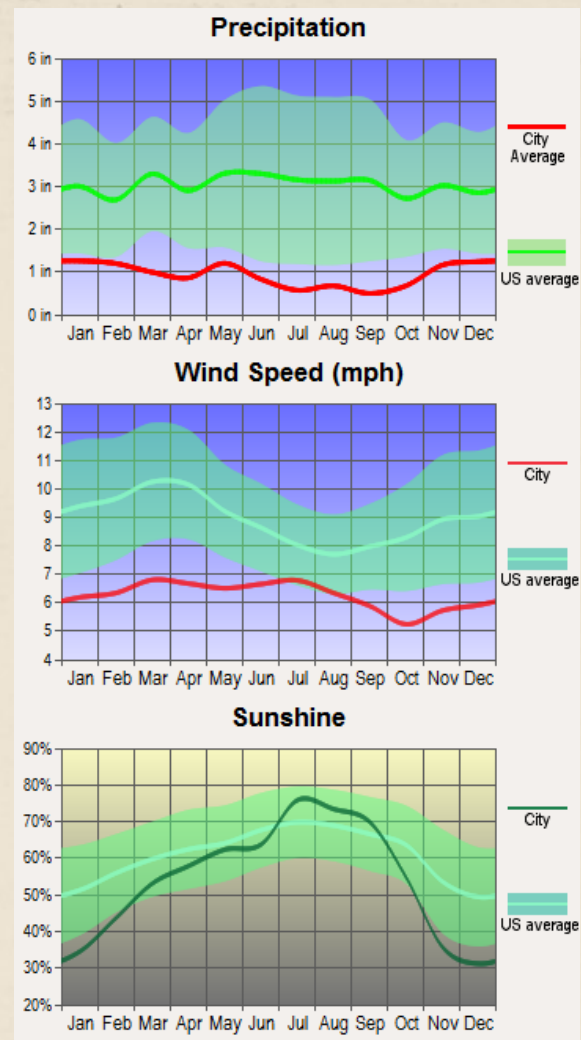 Precipitation
6 in
5 in
4 in
3 in
2 in
1 in
0 in
Jan Feb Mar Apr May Jun Jul Aug Sep Oct Nov Dec
City
Average
US average
Wind Speed (mph)
13
12
11
10
9
8
7
6
5
4
Jan Feb Mar Apr May Jun Jul Aug Sep Oct Nov Dec
City
US average
Sunshine
90%
80%
70%
60%
50%
40%
30%
20%
Jan Feb Mar Apr May Jun Jul Aug Sep Oct Nov Dec
City
US average